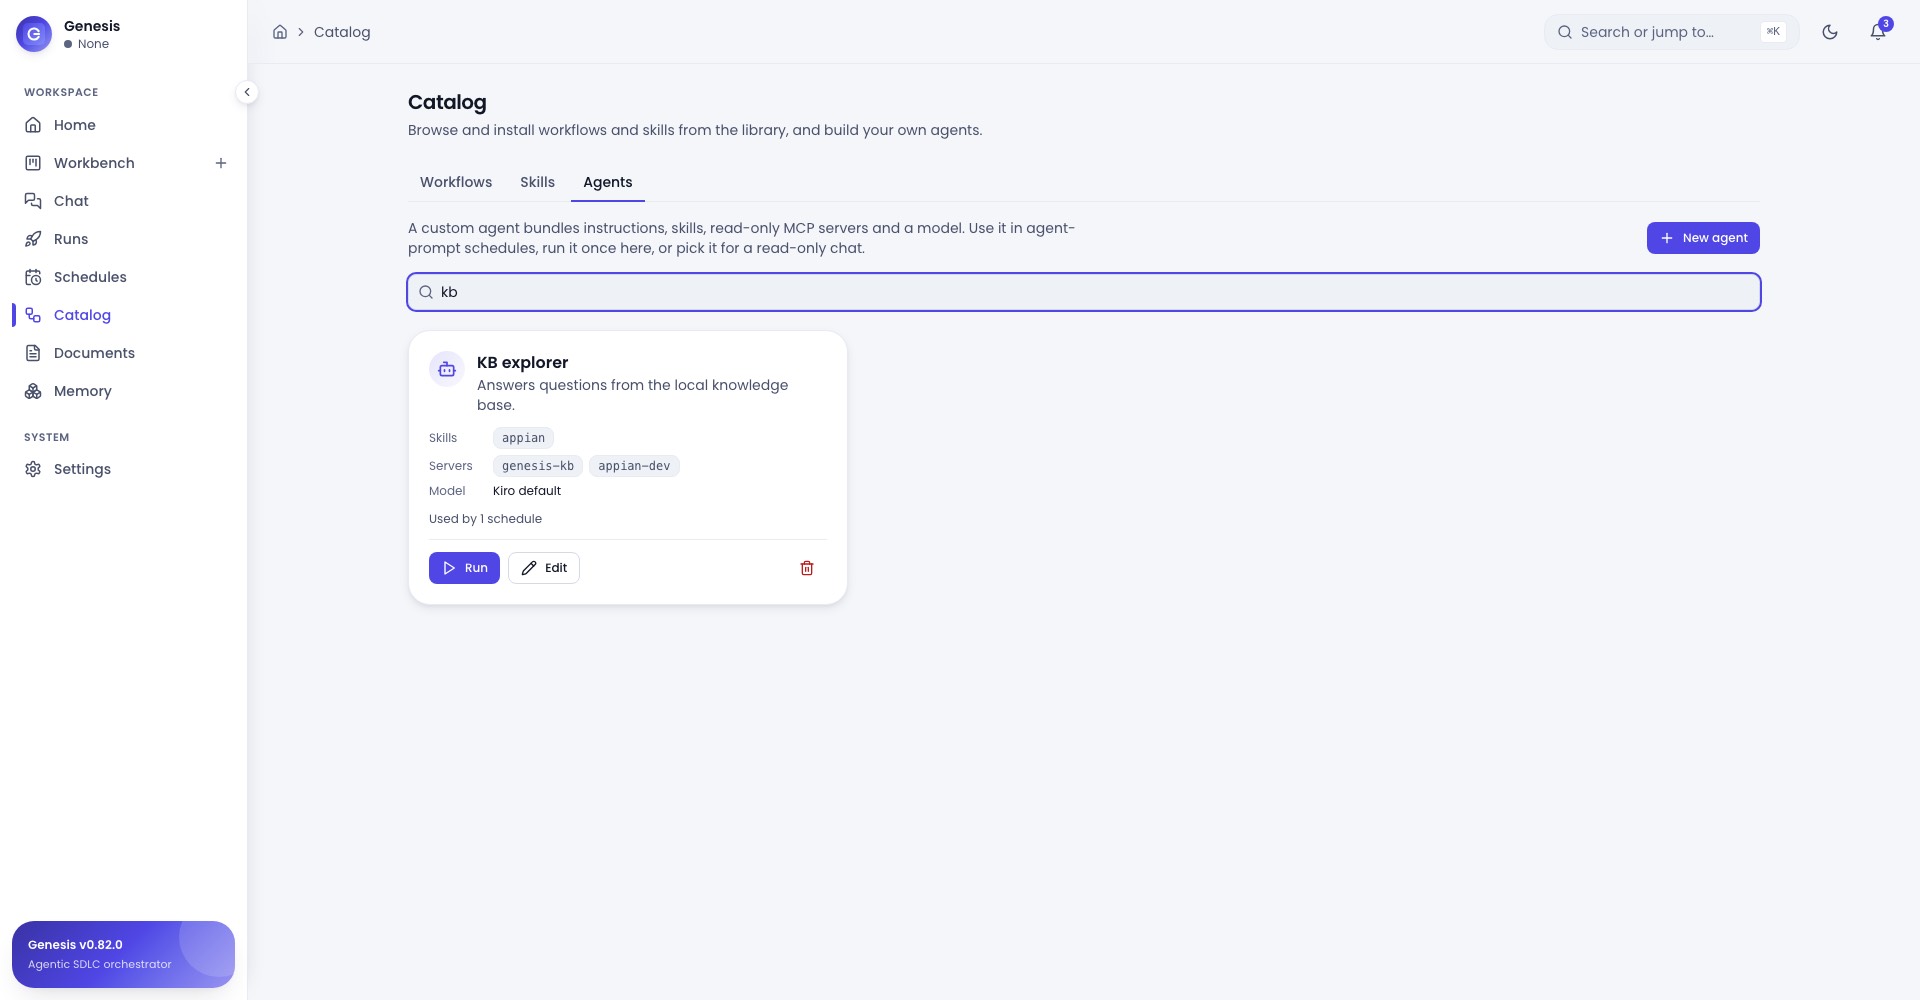 Genesis
None
WORKSPACE
Home
Workbench
Chat
Runs
Schedules
Catalog
Documents
Memory
SYSTEM
Settings
Genesis v0.82.0
Agentic SDLC orchestrator
Catalog
Search or jump to...
⌘K
3
Catalog
Browse and install workflows and skills from the library, and build your own agents.
Workflows
Skills
Agents
A custom agent bundles instructions, skills, read-only MCP servers and a model. Use it in agent-
prompt schedules, run it once here, or pick it for a read-only chat.
New agent
kb
KB explorer
Answers questions from the local knowledge
base.
Skills appian
Servers genesis-kb appian-dev
Model Kiro default
Used by 1 schedule
Run
Edit